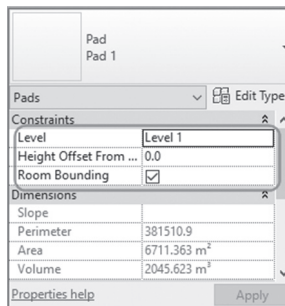 Pad
Pad 1
Pads
Edit Type
Constraints
Level Level 1
Height Offset From ... 0.0
Room Bounding
Dimensions
Slope
Perimeter 381510.9
Area 6711.363 m²
Volume 2045.623 m³
Properties help Apply